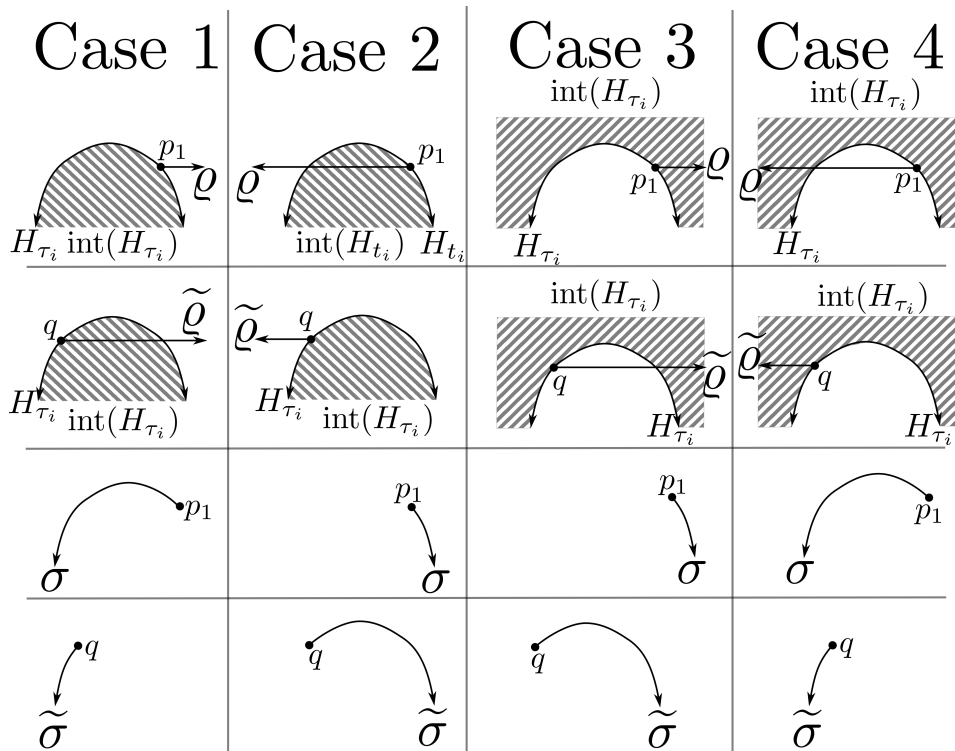 Case 1 Case 2 Case 3 Case 4
int(H_{τ_i}) int(H_{τ_i})
p_1 p_1
ϱ ϱ p_1 ϱ ϱ p_1
H_{τ_i} int(H_{τ_i}) int(H_{t_i}) H_{t_i} H_{τ_i} H_{τ_i}
int(H_{τ_i}) int(H_{τ_i})
q ϱ̃ ϱ̃ q q ϱ̃ ϱ̃ q
H_{τ_i} int(H_{τ_i}) H_{τ_i} int(H_{τ_i}) H_{τ_i} H_{τ_i}
p_1 p_1 p_1 p_1
σ σ σ σ
q q q q
σ̃ σ̃ σ̃ σ̃